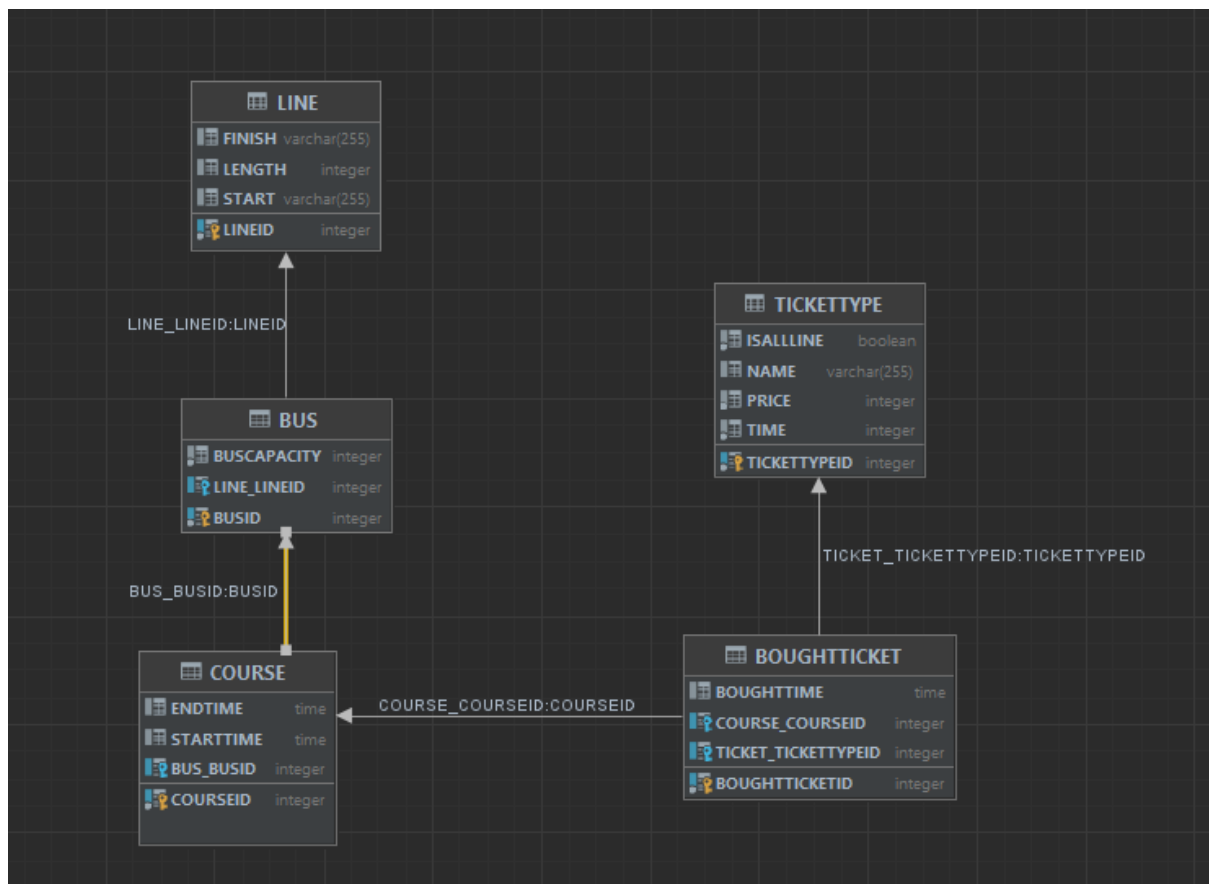 LINE
FINISH varchar(255)
LENGTH integer
START varchar(255)
LINEID integer
LINE_LINEID:LINEID
BUS
BUSCAPACITY integer
LINE_LINEID integer
BUSID integer
BUS_BUSID:BUSID
COURSE
ENDTIME time
STARTTIME time
BUS_BUSID integer
COURSEID integer
COURSE_COURSEID:COURSEID
TICKETTYPE
ISALLLINE boolean
NAME varchar(255)
PRICE integer
TIME integer
TICKETTYPEID integer
TICKET_TICKETTYPEID:TICKETTYPEID
BOUGHTTICKET
BOUGHTTIME time
COURSE_COURSEID integer
TICKET_TICKETTYPEID integer
BOUGHTTICKETID integer